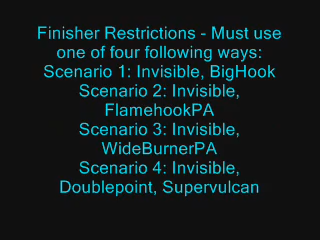 Finisher Restrictions - Must use
one of four following ways:
Scenario 1: Invisible, BigHook
Scenario 2: Invisible,
FlamehookPA
Scenario 3: Invisible,
WideBurnerPA
Scenario 4: Invisible,
Doublepoint, Supervulcan